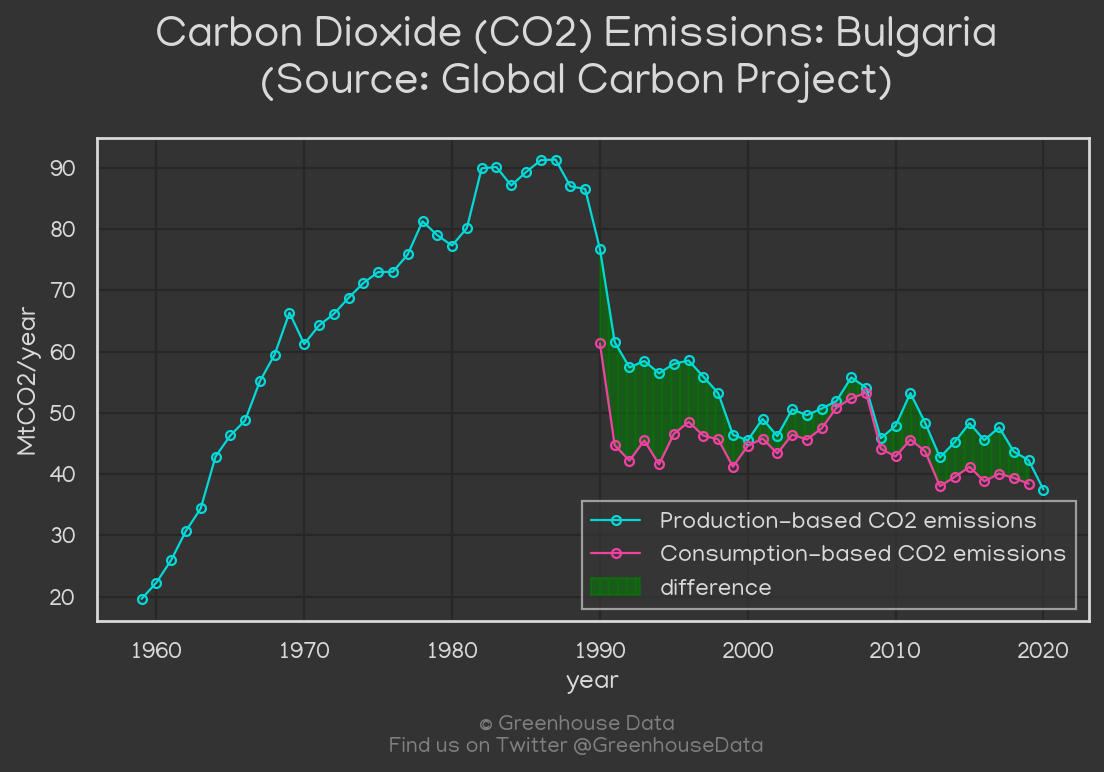 Carbon Dioxide (CO2) Emissions: Bulgaria
(Source: Global Carbon Project)
MtCO2/year
90
80
70
60
50
40
30
20
Production-based CO2 emissions
Consumption-based CO2 emissions
difference
1960 1970 1980 1990 2000 2010 2020
year
© Greenhouse Data
Find us on Twitter @GreenhouseData